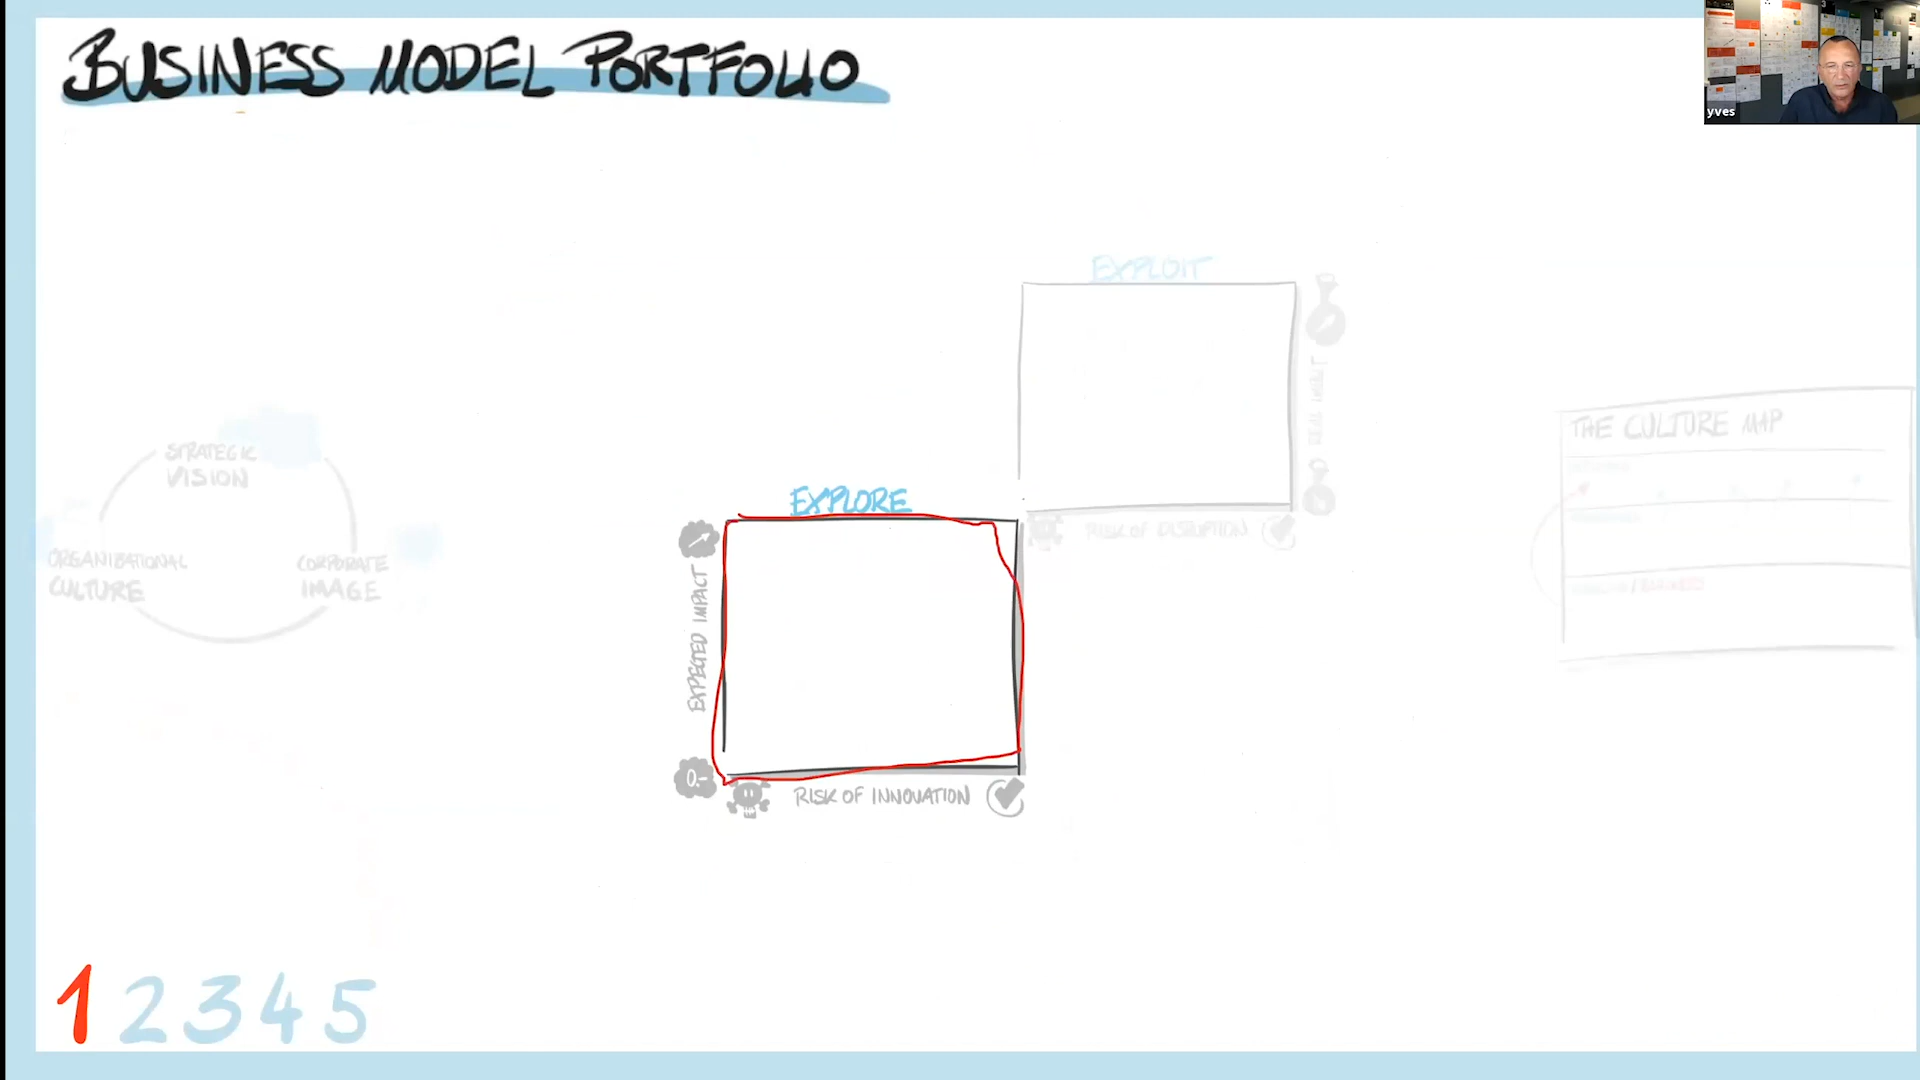 BUSINESS MODEL PORTFOLIO
yves
EXPLOIT
STRATEGIC
VISION
ORGANIZATIONAL
CULTURE
CORPORATE
IMAGE
EXPLORE
EXPECTED IMPACT
0.-
RISK OF INNOVATION
RISK OF DISRUPTION
THE CULTURE MAP
1 2 3 4 5